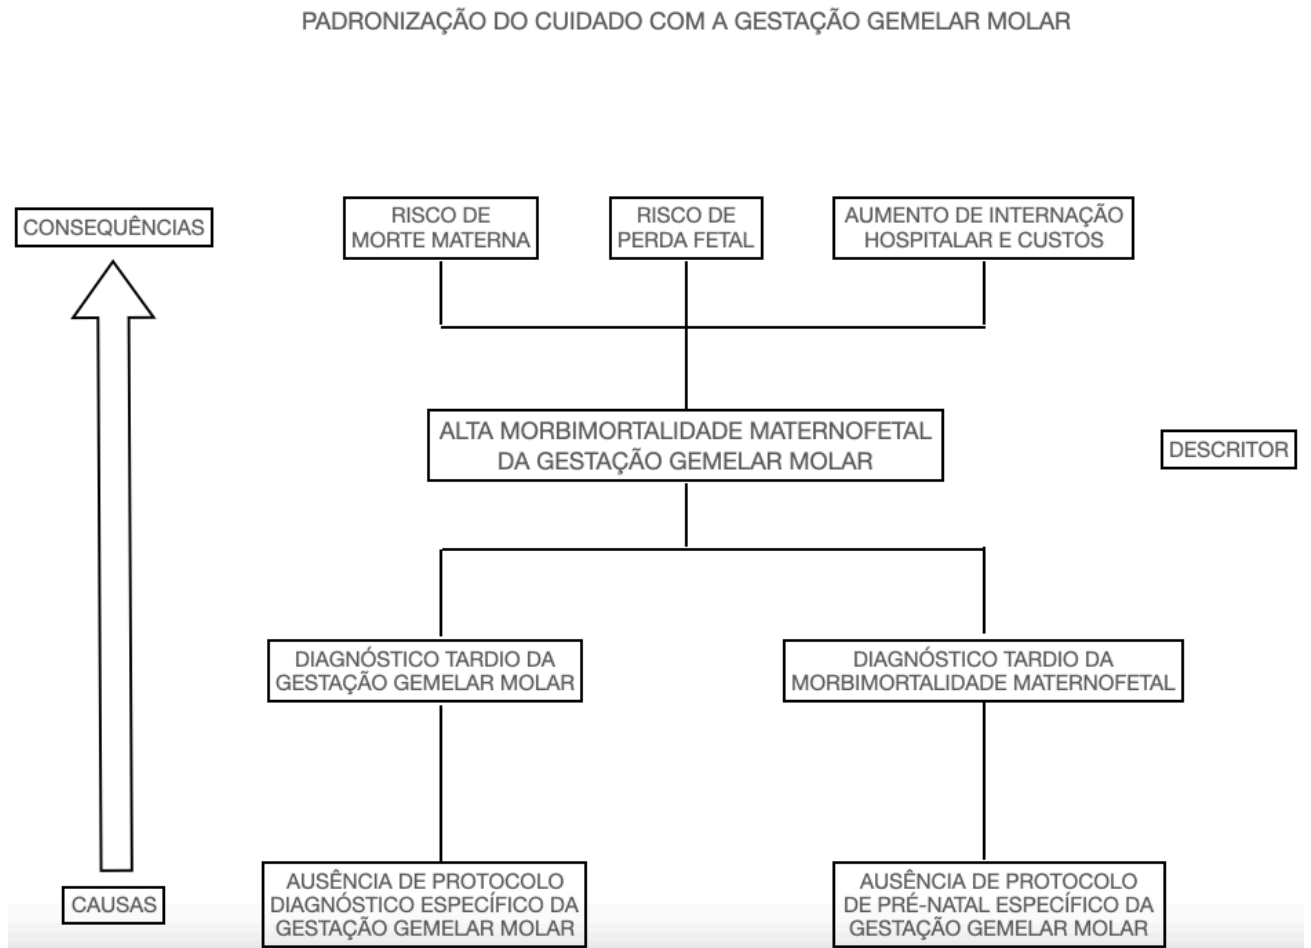 PADRONIZAÇÃO DO CUIDADO COM A GESTAÇÃO GEMELAR MOLAR
CONSEQUÊNCIAS
RISCO DE
MORTE MATERNA
RISCO DE
PERDA FETAL
AUMENTO DE INTERNAÇÃO
HOSPITALAR E CUSTOS
ALTA MORBIMORTALIDADE MATERNOFETAL
DA GESTAÇÃO GEMELAR MOLAR
DESCRITOR
DIAGNÓSTICO TARDIO DA
GESTAÇÃO GEMELAR MOLAR
DIAGNÓSTICO TARDIO DA
MORBIMORTALIDADE MATERNOFETAL
CAUSAS
AUSÊNCIA DE PROTOCOLO
DIAGNÓSTICO ESPECÍFICO DA
GESTAÇÃO GEMELAR MOLAR
AUSÊNCIA DE PROTOCOLO
DE PRÉ-NATAL ESPECÍFICO DA
GESTAÇÃO GEMELAR MOLAR